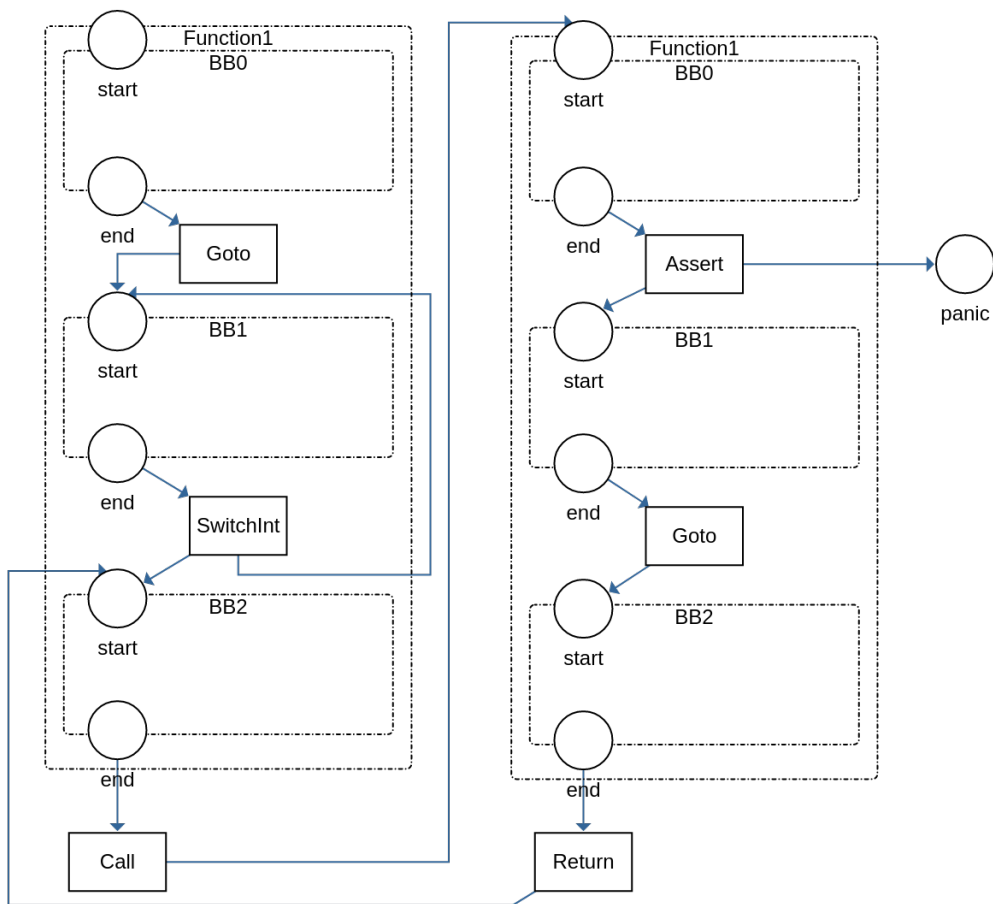 Function1
BB0
start
end
Goto
BB1
start
end
SwitchInt
BB2
start
end
Call
Function1
BB0
start
end
Assert
panic
BB1
start
end
Goto
BB2
start
end
Return